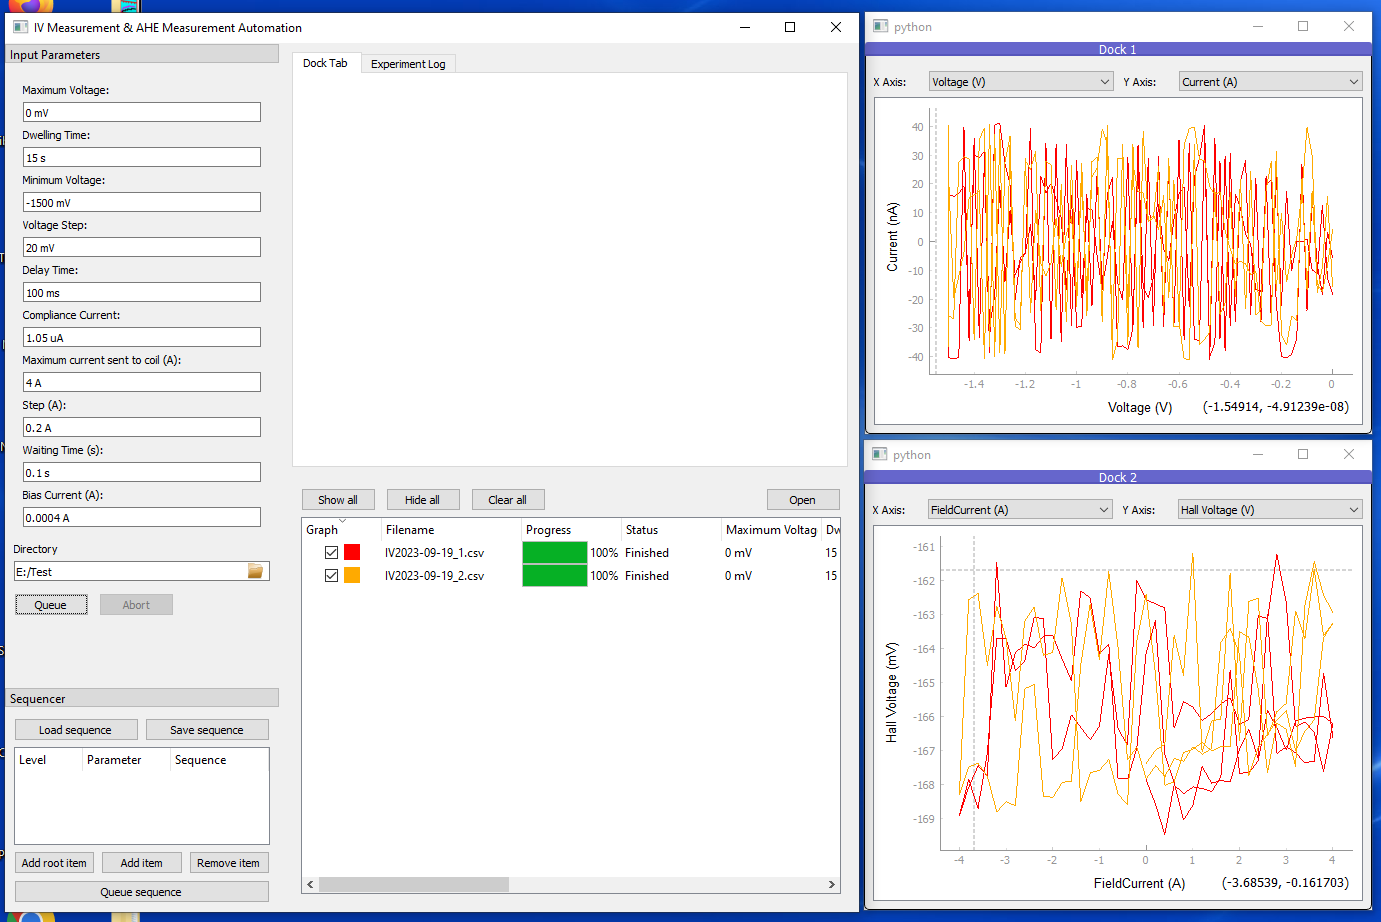 IV Measurement & AHE Measurement Automation
Input Parameters
Maximum Voltage:
0 mV
Dwelling Time:
15 s
Minimum Voltage:
-1500 mV
Voltage Step:
20 mV
Delay Time:
100 ms
Compliance Current:
1.05 uA
Maximum current sent to coil (A):
4 A
Step (A):
0.2 A
Waiting Time (s):
0.1 s
Bias Current (A):
0.0004 A
Directory
E:/Test
Queue Abort
Sequencer
Load sequence Save sequence
Level Parameter Sequence
Add root item Add item Remove item
Queue sequence
Dock Tab Experiment Log
Show all Hide all Clear all Open
Graph Filename Progress Status Maximum Voltag Dw
IV2023-09-19_1.csv 100% Finished 0 mV 15
IV2023-09-19_2.csv 100% Finished 0 mV 15
python
Dock 1
X Axis: Voltage (V) Y Axis: Current (A)
Current (nA)
40
30
20
10
0
-10
-20
-30
-40
-1.4 -1.2 -1 -0.8 -0.6 -0.4 -0.2 0
Voltage (V) (-1.54914, -4.91239e-08)
python
Dock 2
X Axis: FieldCurrent (A) Y Axis: Hall Voltage (V)
Hall Voltage (mV)
-161
-162
-163
-164
-165
-166
-167
-168
-169
-4 -3 -2 -1 0 1 2 3 4
FieldCurrent (A) (-3.68539, -0.161703)